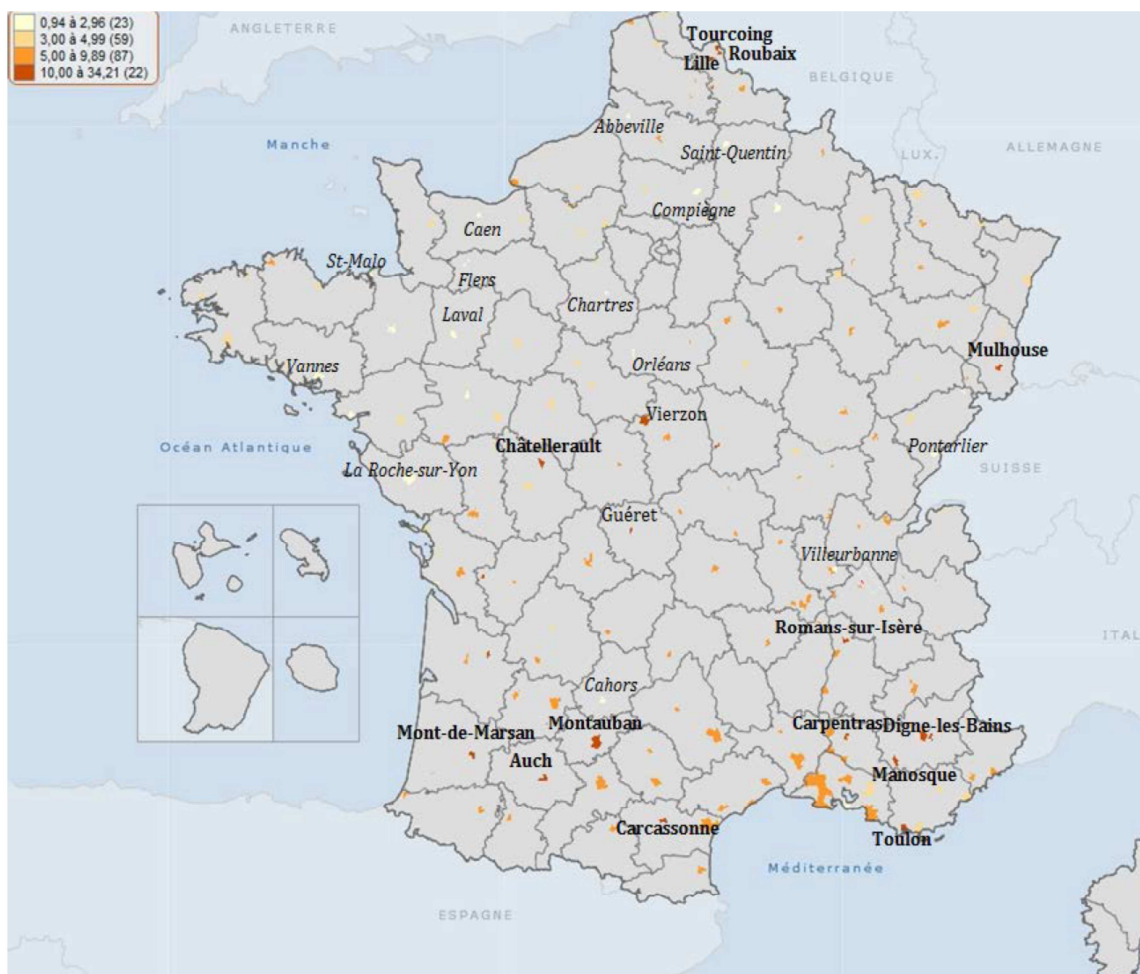 0,94 à 2,96 (23)
3,00 à 4,99 (59)
5,00 à 9,89 (87)
10,00 à 34,21 (22)
ANGLETERRE
Tourcoing
Roubaix
Lille
BELGIQUE
Abbeville
Manche
Saint-Quentin
LUX.
ALLEMAGNE
Compiègne
Caen
St-Malo
Flers
Chartres
Laval
Mulhouse
Vannes
Orléans
Vierzon
Océan Atlantique
Châtellerault
Pontarlier
La Roche-sur-Yon
SUISSE
Guéret
Villeurbanne
Romans-sur-Isère
ITAL
Cahors
Mont-de-Marsan
Montauban
Carpentras
Digne-les-Bains
Auch
Manosque
Carcassonne
Toulon
Méditerranée
ESPAGNE